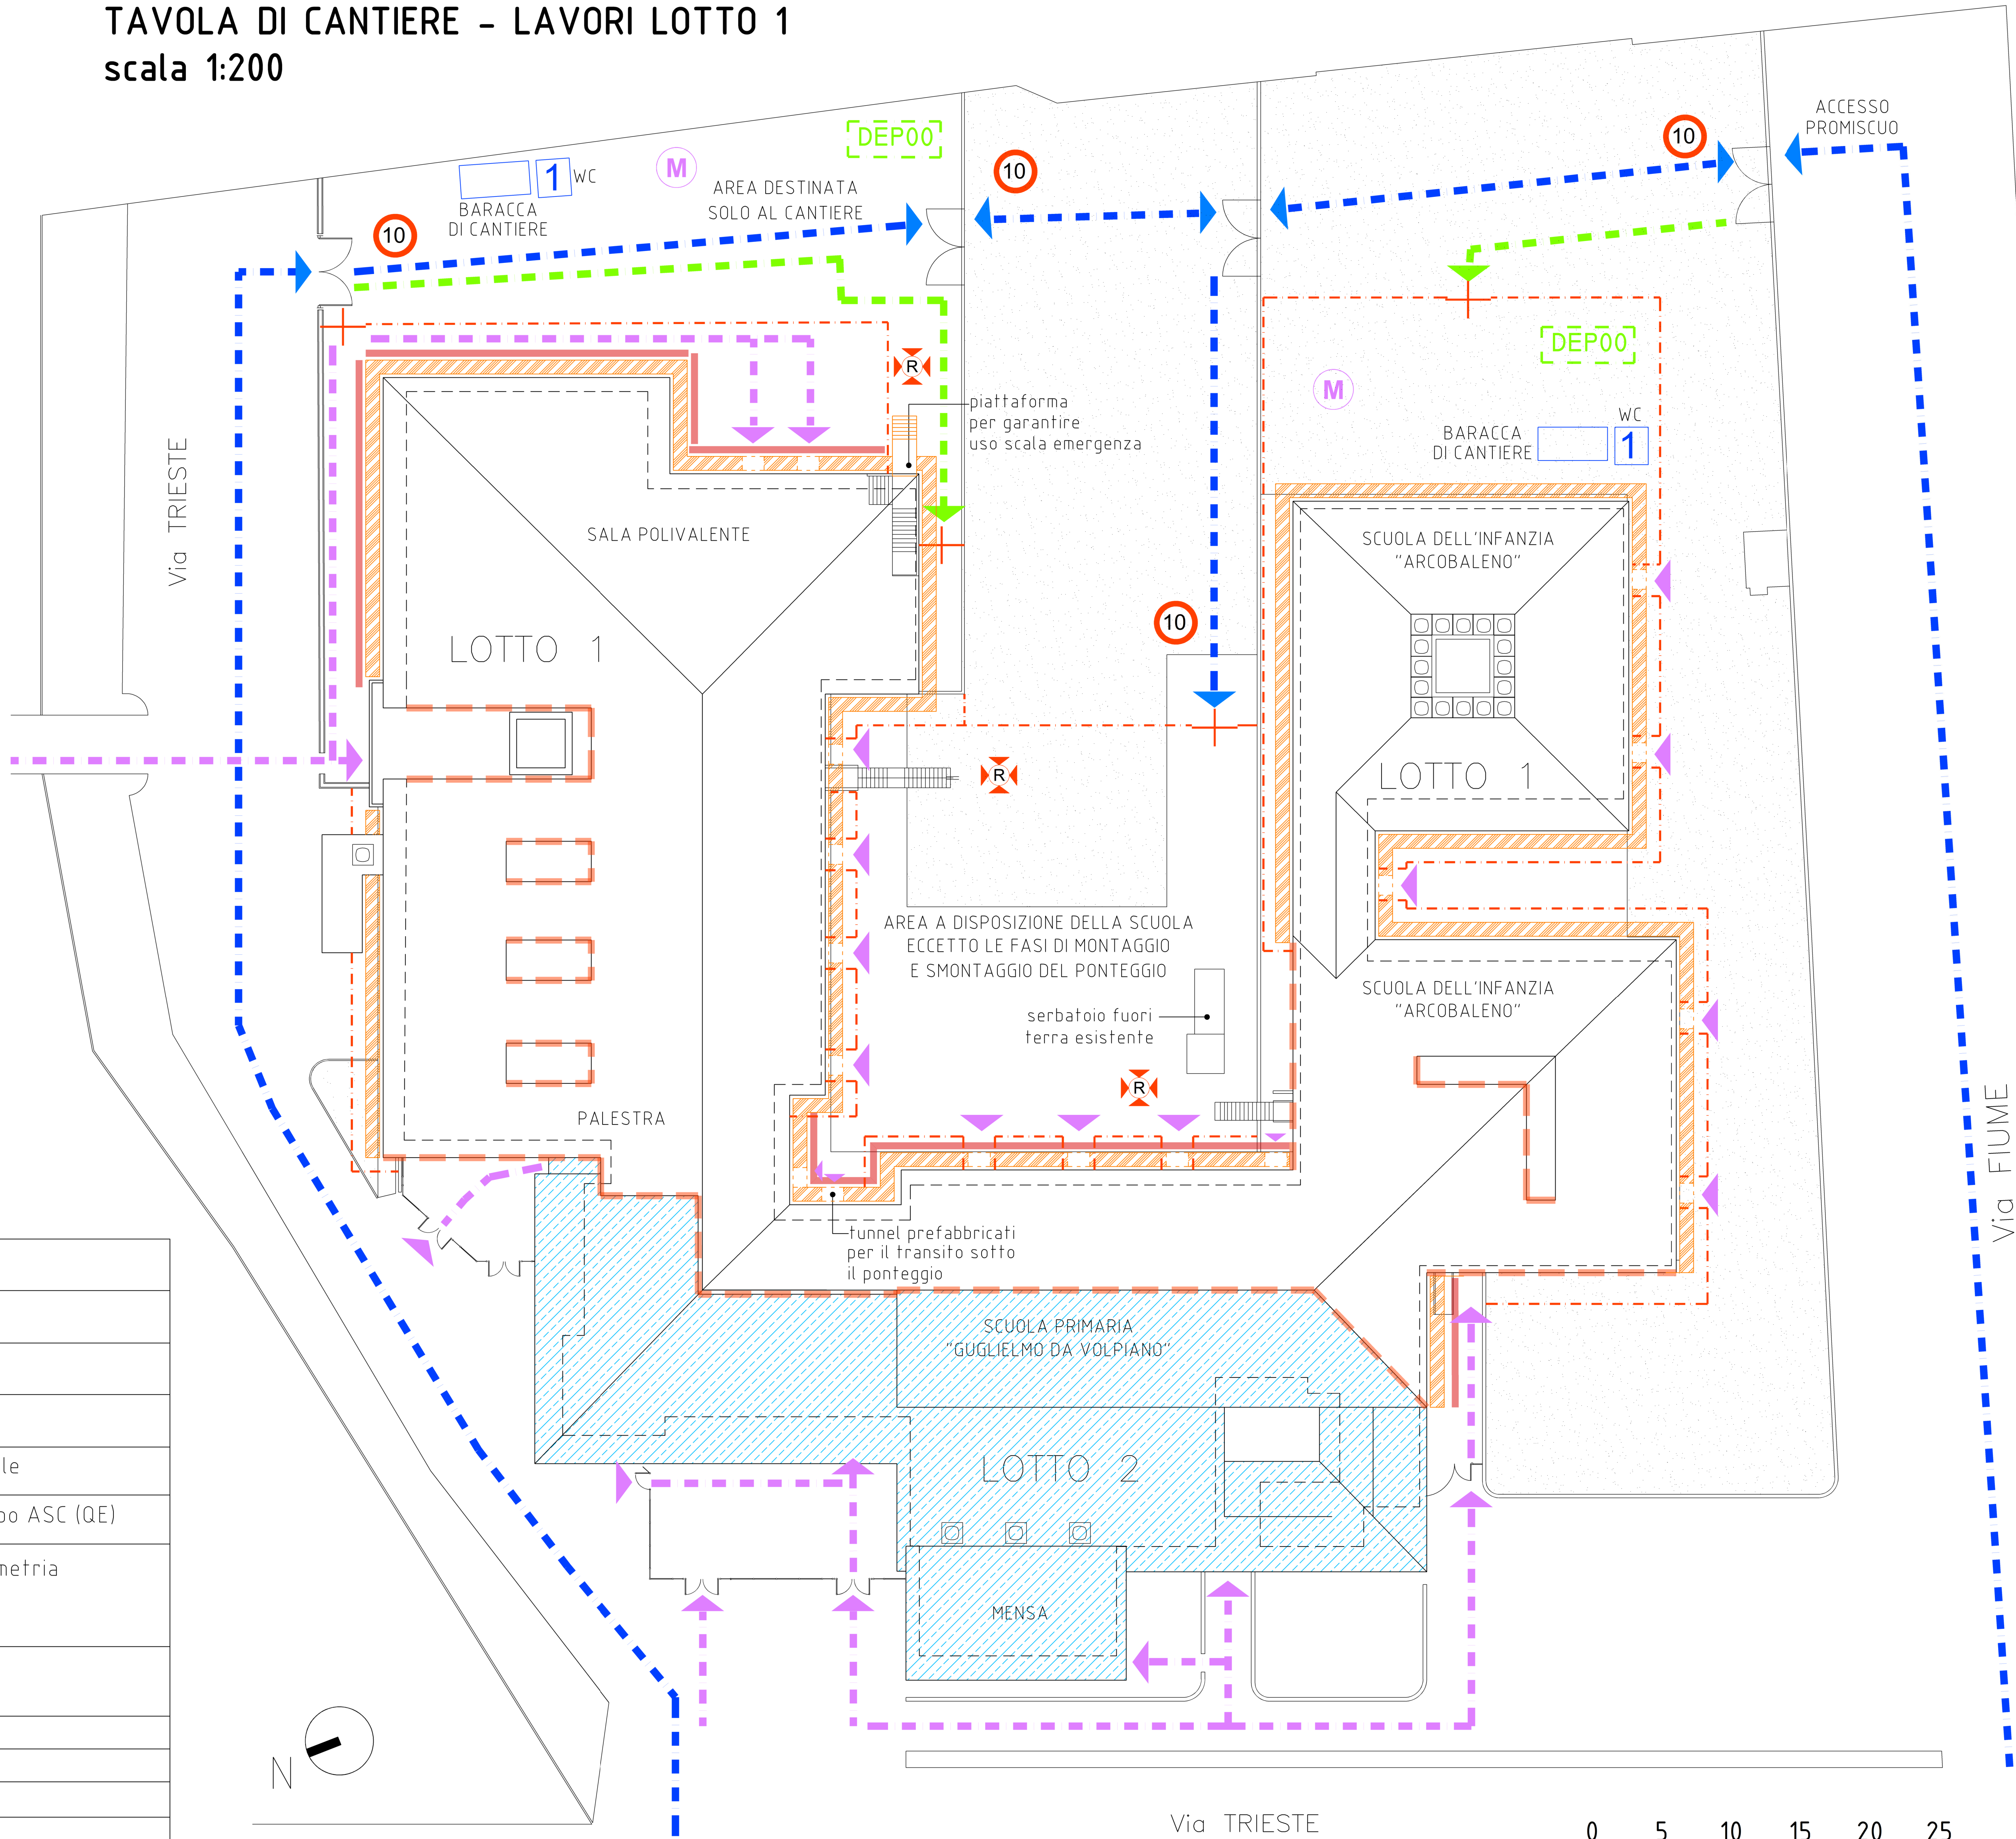 TAVOLA DI CANTIERE - LAVORI LOTTO 1
scala 1:200
DEP00
M
1
WC
BARACCA
DI CANTIERE
AREA DESTINATA
SOLO AL CANTIERE
10
10
10
ACCESSO
PROMISCUO
R
piattaforma
per garantire
uso scala emergenza
DEP00
M
WC
BARACCA
DI CANTIERE
1
Via TRIESTE
SALA POLIVALENTE
SCUOLA DELL'INFANZIA
"ARCOBALENO"
LOTTO 1
10
R
LOTTO 1
AREA A DISPOSIZIONE DELLA SCUOLA
ECCETTO LE FASI DI MONTAGGIO
E SMONTAGGIO DEL PONTEGGIO
SCUOLA DELL'INFANZIA
"ARCOBALENO"
serbatoio fuori
terra esistente
R
PALESTRA
Via FIUME
tunnel prefabbricati
per il transito sotto
il ponteggio
SCUOLA PRIMARIA
"GUGLIELMO DA VOLPIANO"
LOTTO 2
le
po ASC (QE)
metria
MENSA
N
Via TRIESTE
0 5 10 15 20 25